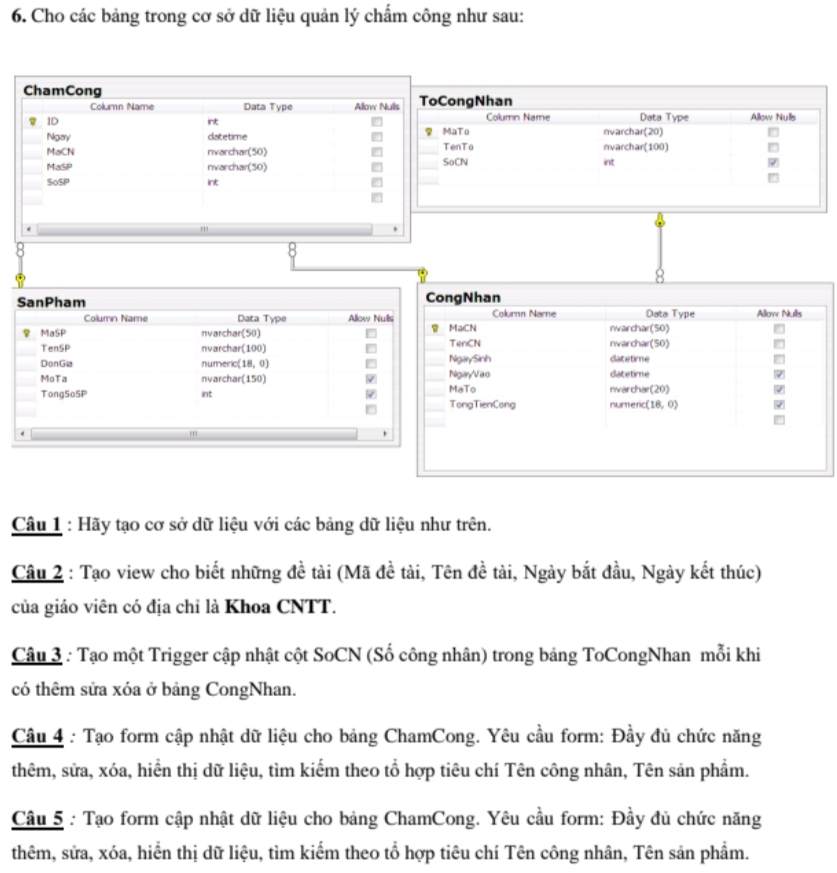 6. Cho các bảng trong cơ sở dữ liệu quản lý chấm công như sau:
ChamCong
Column Name Data Type Allow Nulls
ID int
Ngay datetime
MaCN nvarchar(50)
MaSP nvarchar(50)
SoSP int
ToCongNhan
Column Name Data Type Allow Nulls
MaTo nvarchar(20)
TenTo nvarchar(100)
SoCN int
SanPham
Column Name Data Type Allow Nulls
MaSP nvarchar(50)
TenSP nvarchar(100)
DonGia numeric(18, 0)
MoTa nvarchar(150)
TongSoSP int
CongNhan
Column Name Data Type Allow Nulls
MaCN nvarchar(50)
TenCN nvarchar(50)
NgaySinh datetime
NgayVao datetime
MaTo nvarchar(20)
TongTienCong numeric(18, 0)
Câu 1 : Hãy tạo cơ sở dữ liệu với các bảng dữ liệu như trên.
Câu 2 : Tạo view cho biết những đề tài (Mã đề tài, Tên đề tài, Ngày bắt đầu, Ngày kết thúc)
của giáo viên có địa chỉ là Khoa CNTT.
Câu 3 : Tạo một Trigger cập nhật cột SoCN (Số công nhân) trong bảng ToCongNhan mỗi khi
có thêm sửa xóa ở bảng CongNhan.
Câu 4 : Tạo form cập nhật dữ liệu cho bảng ChamCong. Yêu cầu form: Đầy đủ chức năng
thêm, sửa, xóa, hiển thị dữ liệu, tìm kiếm theo tổ hợp tiêu chí Tên công nhân, Tên sản phẩm.
Câu 5 : Tạo form cập nhật dữ liệu cho bảng ChamCong. Yêu cầu form: Đầy đủ chức năng
thêm, sửa, xóa, hiển thị dữ liệu, tìm kiếm theo tổ hợp tiêu chí Tên công nhân, Tên sản phẩm.